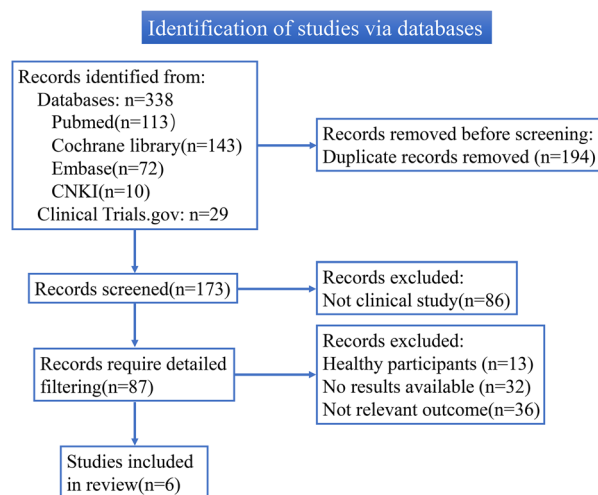 Identification of studies via databases
Records identified from:
Databases: n=338
Pubmed(n=113）
Cochrane library(n=143)
Embase(n=72)
CNKI(n=10)
Clinical Trials.gov: n=29
Records removed before screening:
Duplicate records removed (n=194)
Records screened(n=173)
Records excluded:
Not clinical study(n=86)
Records require detailed
filtering(n=87)
Records excluded:
Healthy participants (n=13)
No results available (n=32)
Not relevant outcome(n=36)
Studies included
in review(n=6)